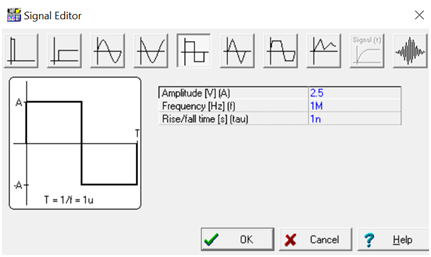 Signal Editor
Signal (t)
A
T
-A
T = 1/f = 1u
Amplitude [V] (A) 2.5
Frequency [Hz] (f) 1M
Rise/fall time [s] (tau) 1n
OK Cancel ? Help